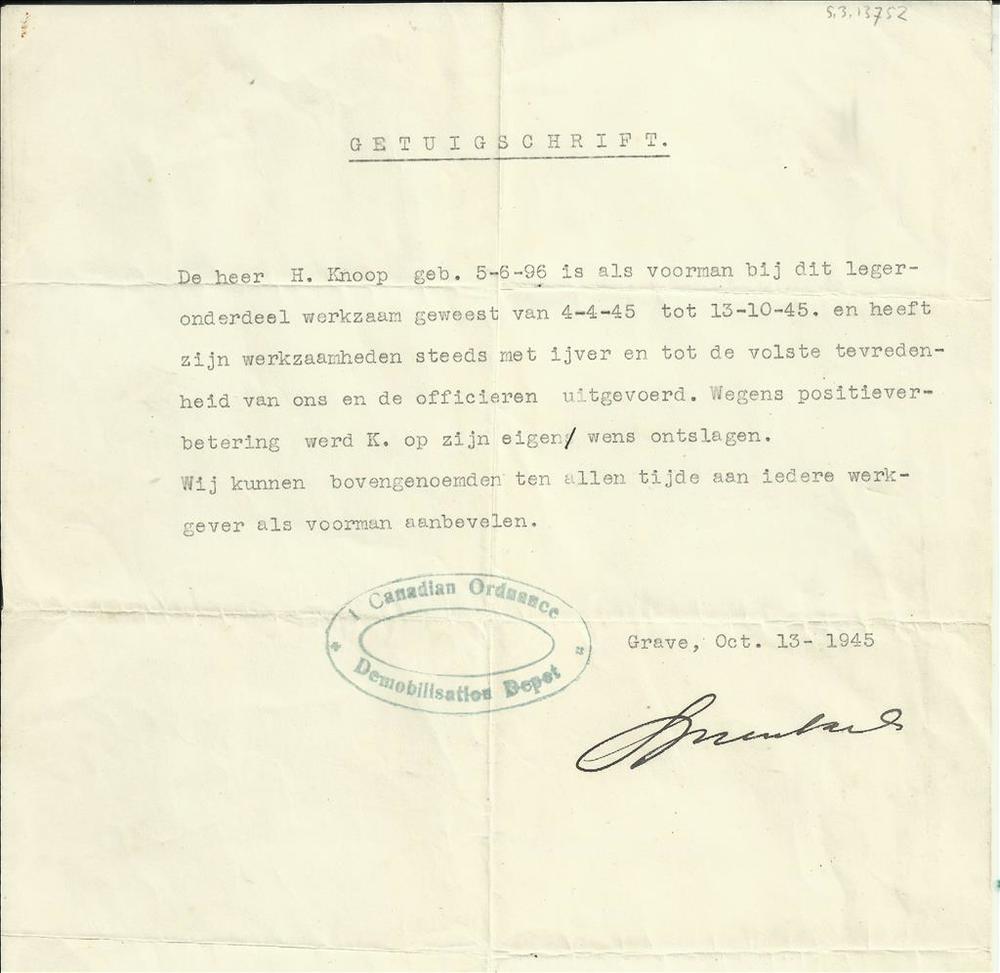 5.3.13752
GETUIGSCHRIFT.
De heer H. Knoop geb. 5-6-96 is als voorman bij dit leger-
onderdeel werkzaam geweest van 4-4-45 tot 13-10-45. en heeft
zijn werkzaamheden steeds met ijver en tot de volste tevreden-
heid van ons en de officieren uitgevoerd. Wegens positiever-
betering werd K. op zijn eigen/ wens ontslagen.
Wij kunnen bovengenoemden ten allen tijde aan iedere werk-
gever als voorman aanbevelen.
1 Canadian Ordnance
Demobilisation Depot
Grave, Oct. 13- 1945